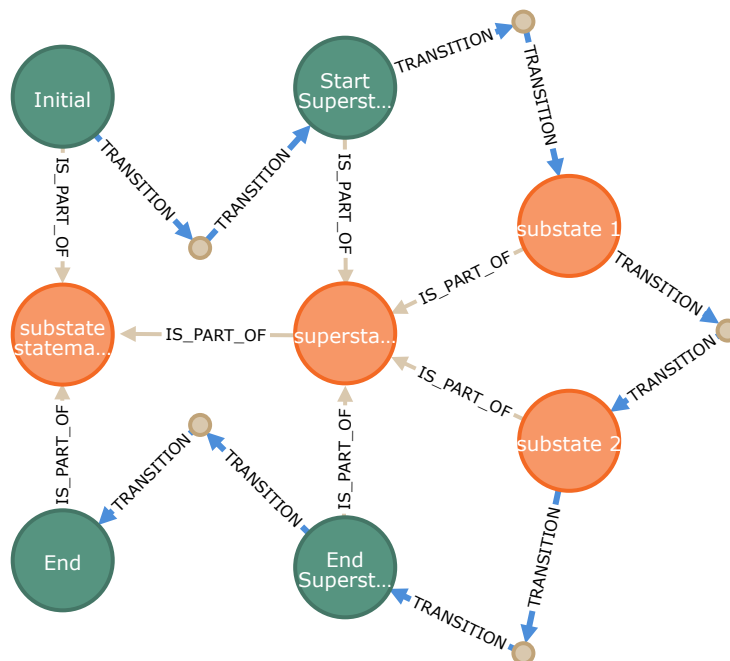 TRANSITION
Initial
Start
Superst...
TRANSITION
IS_PART_OF
TRANSITION
TRANSITION
IS_PART_OF
substate 1
IS_PART_OF
TRANSITION
substate
statema...
IS_PART_OF
supersta...
IS_PART_OF
TRANSITION
IS_PART_OF
TRANSITION
TRANSITION
IS_PART_OF
substate 2
End
End
Superst...
TRANSITION
TRANSITION